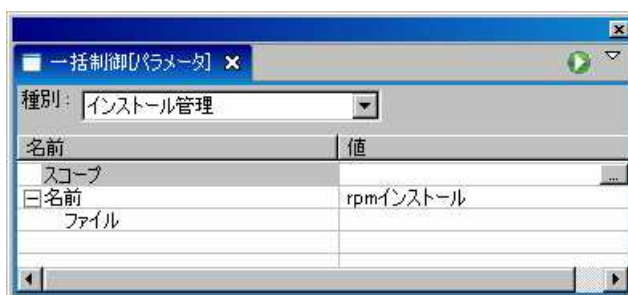 一括制御[パラメータ]
種別: インストール管理
名前 値
スコープ ...
名前 rpmインストール
ファイル